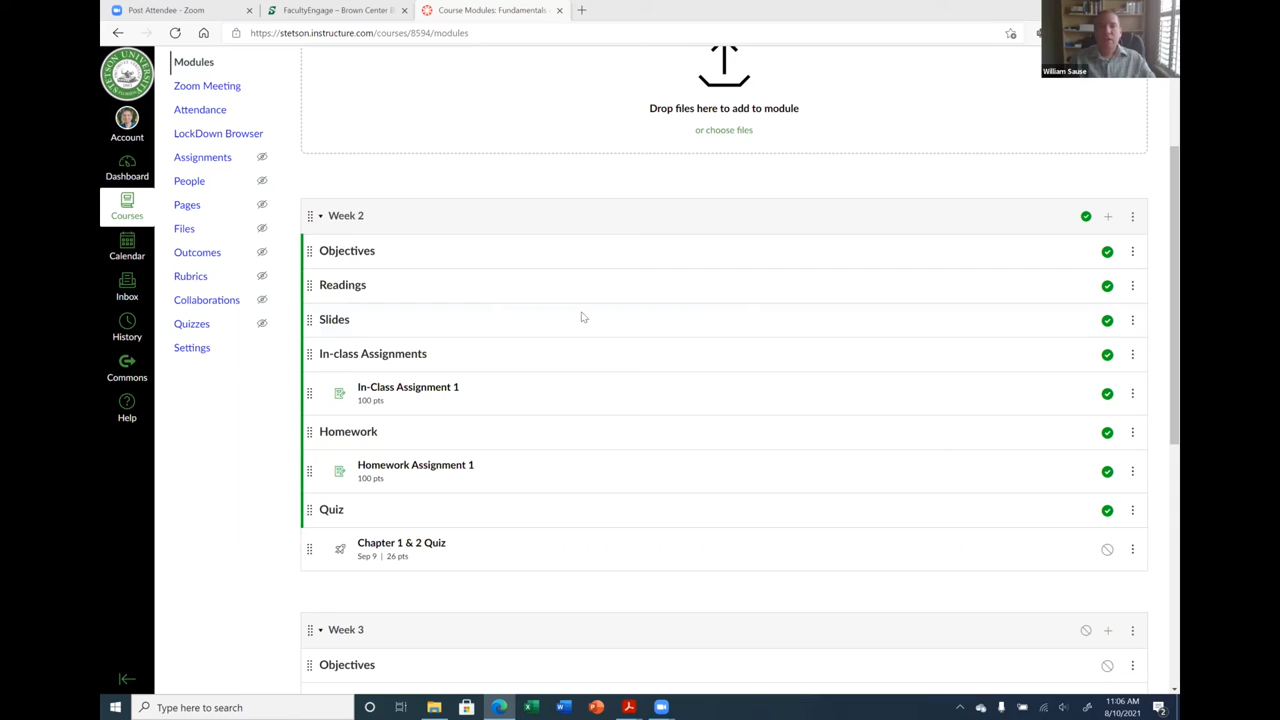 Post Attendee - Zoom
FacultyEngage – Brown Center
Course Modules: Fundamentals
https://stetson.instructure.com/courses/8594/modules
William Sause
STETSON UNIVERSITY
Account
Dashboard
Courses
Calendar
Inbox
History
Commons
Help
Modules
Zoom Meeting
Attendance
LockDown Browser
Assignments
People
Pages
Files
Outcomes
Rubrics
Collaborations
Quizzes
Settings
Drop files here to add to module
or choose files
Week 2
Objectives
Readings
Slides
In-class Assignments
In-Class Assignment 1
100 pts
Homework
Homework Assignment 1
100 pts
Quiz
Chapter 1 & 2 Quiz
Sep 9 | 26 pts
Week 3
Objectives
Type here to search
11:06 AM
8/10/2021
2